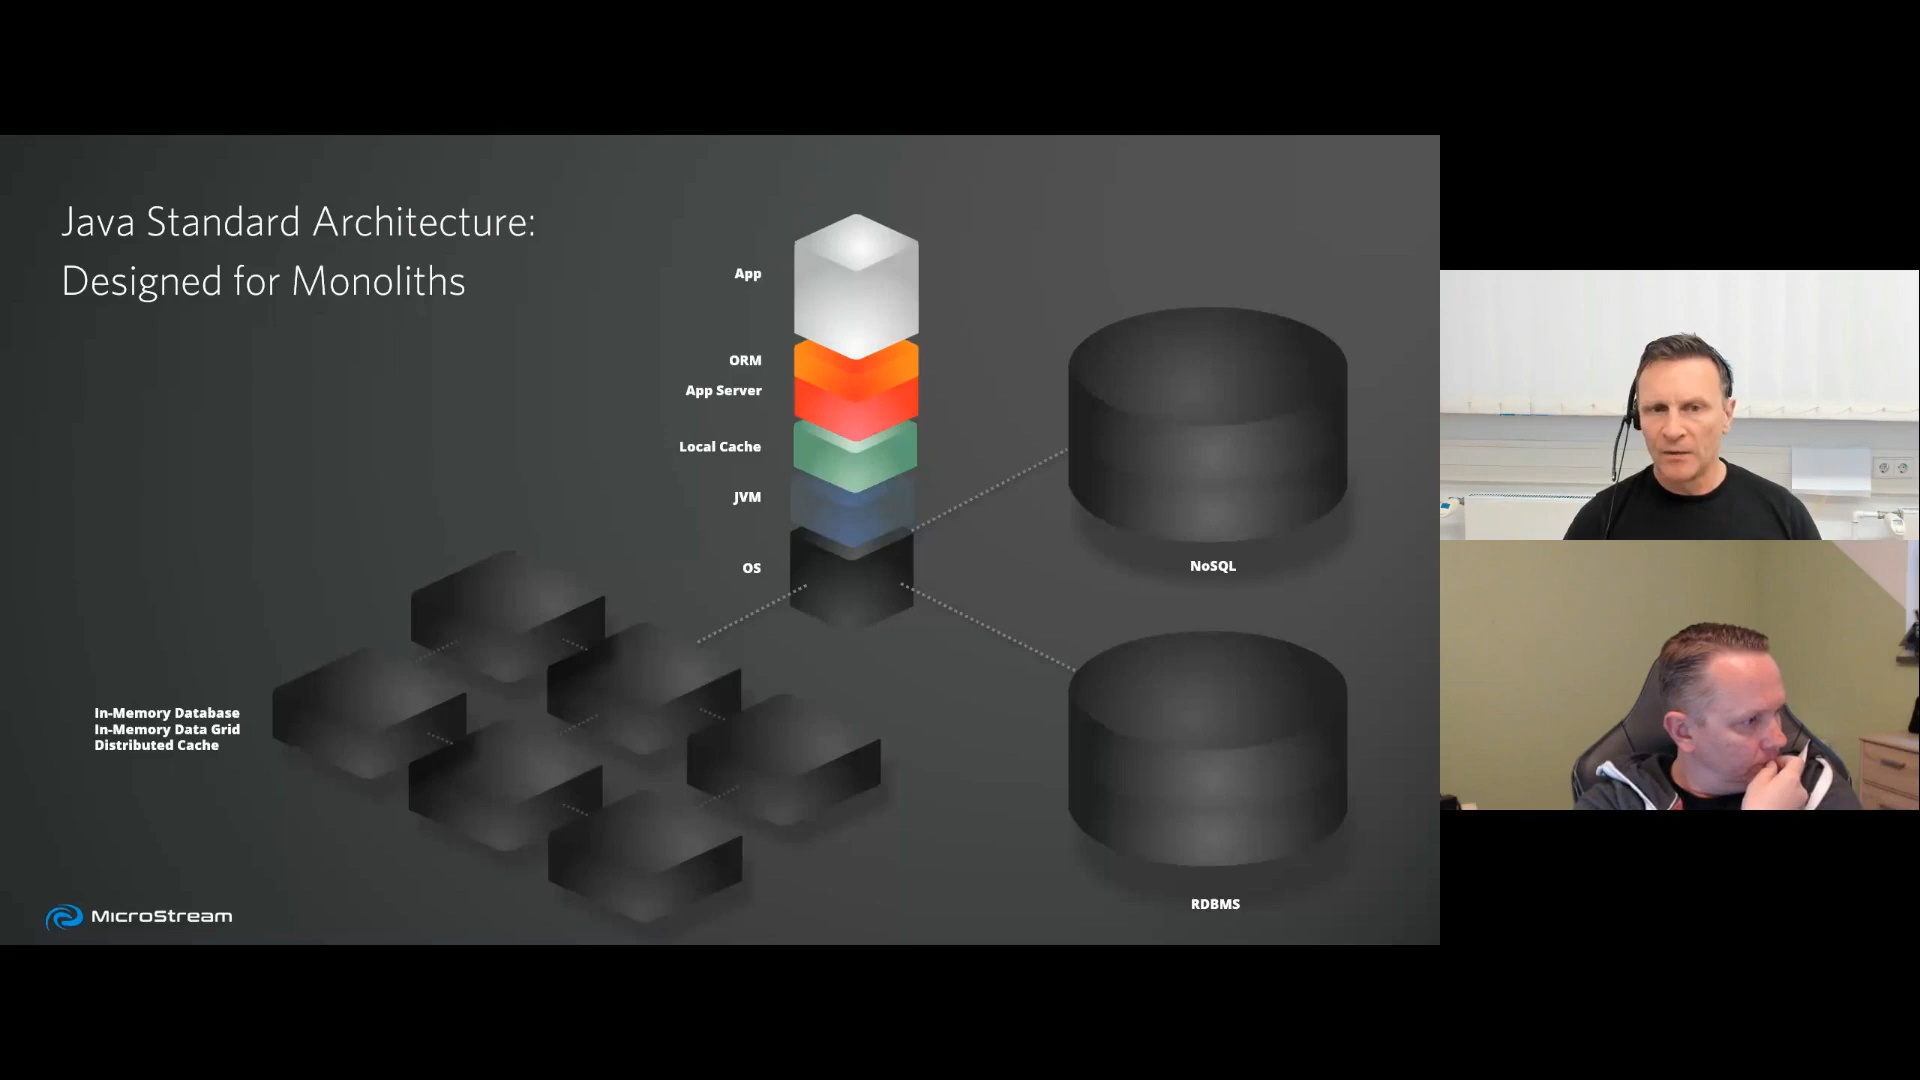 Java Standard Architecture:
Designed for Monoliths
App
ORM
App Server
Local Cache
JVM
OS
NoSQL
In-Memory Database
In-Memory Data Grid
Distributed Cache
RDBMS
MicroStream